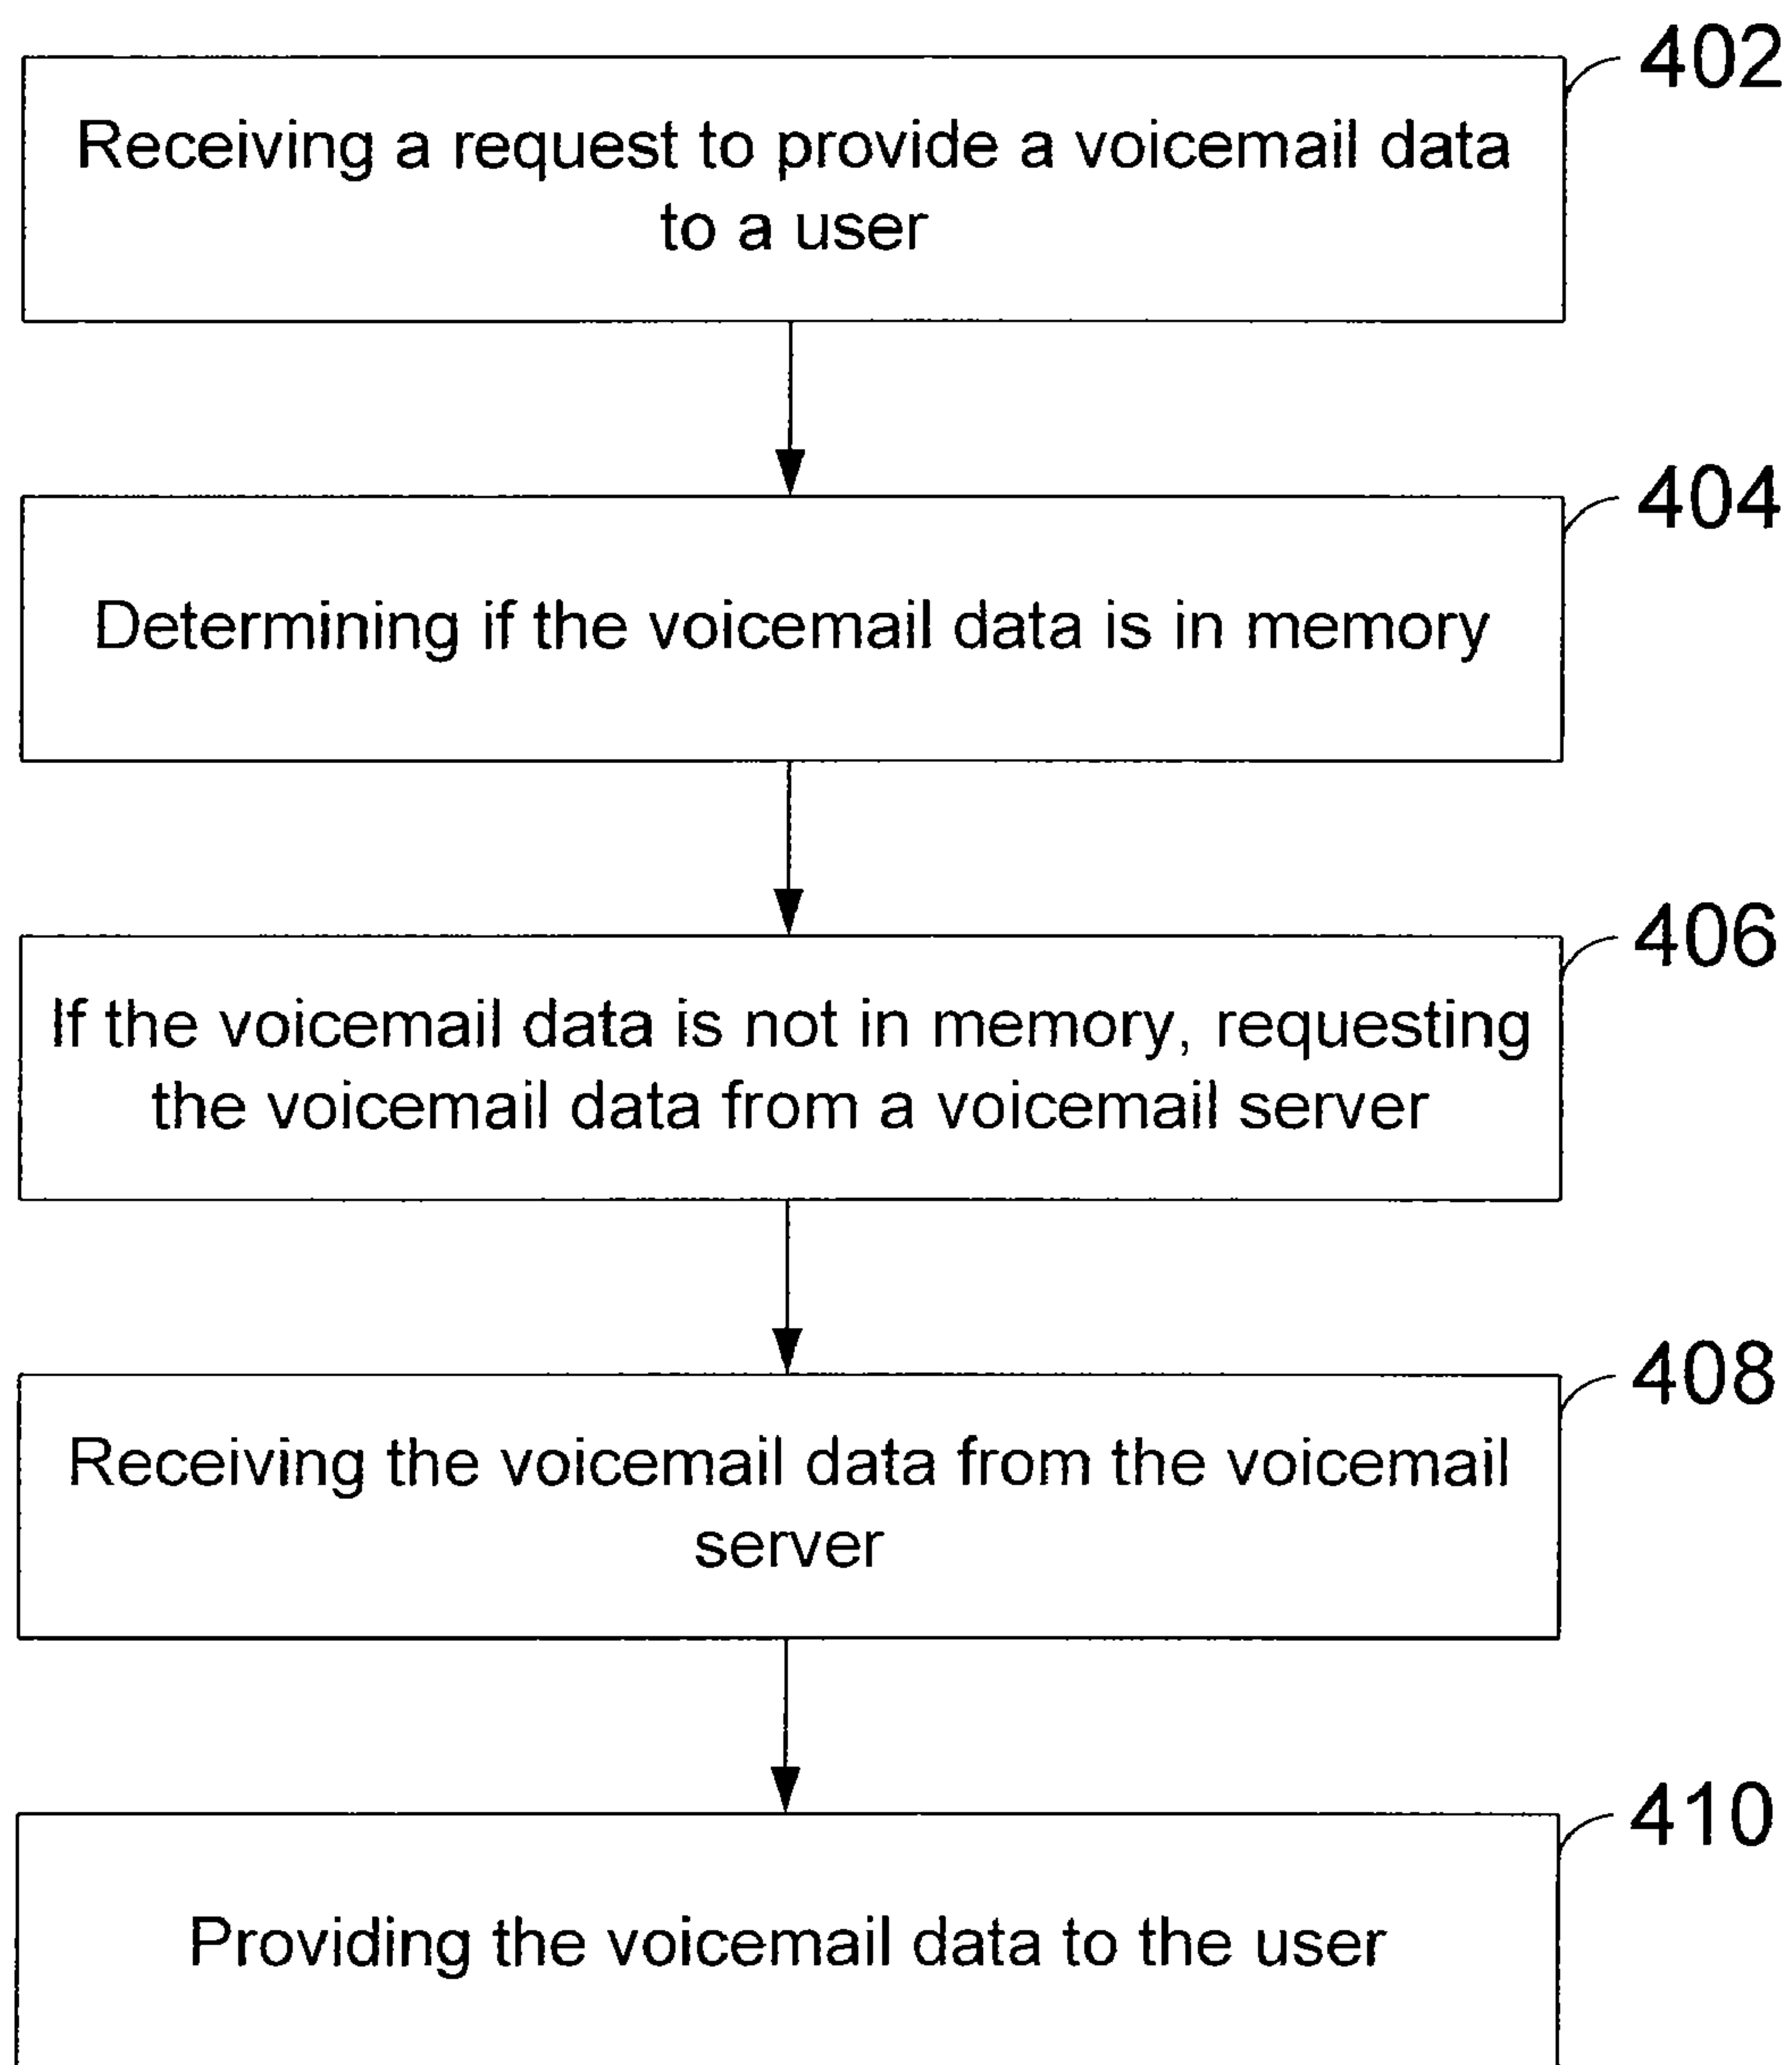 402
Receiving a request to provide a voicemail data
to a user
404
Determining if the voicemail data is in memory
406
If the voicemail data is not in memory, requesting
the voicemail data from a voicemail server
408
Receiving the voicemail data from the voicemail
server
410
Providing the voicemail data to the user